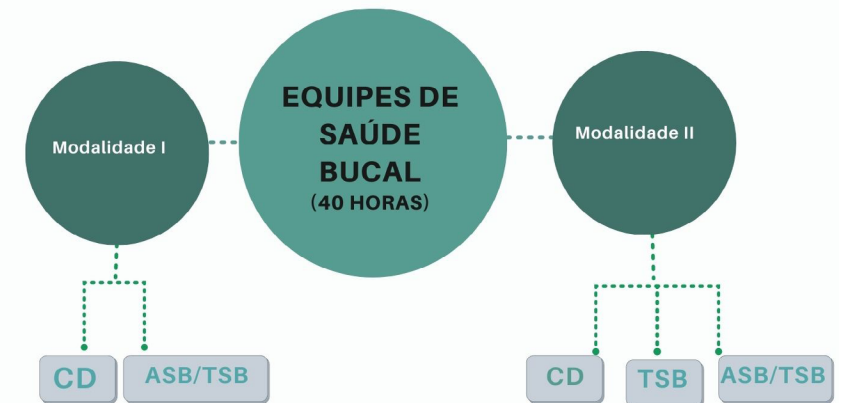 EQUIPES DE
SAÚDE
BUCAL
(40 HORAS)
Modalidade I
Modalidade II
CD
ASB/TSB
CD
TSB
ASB/TSB